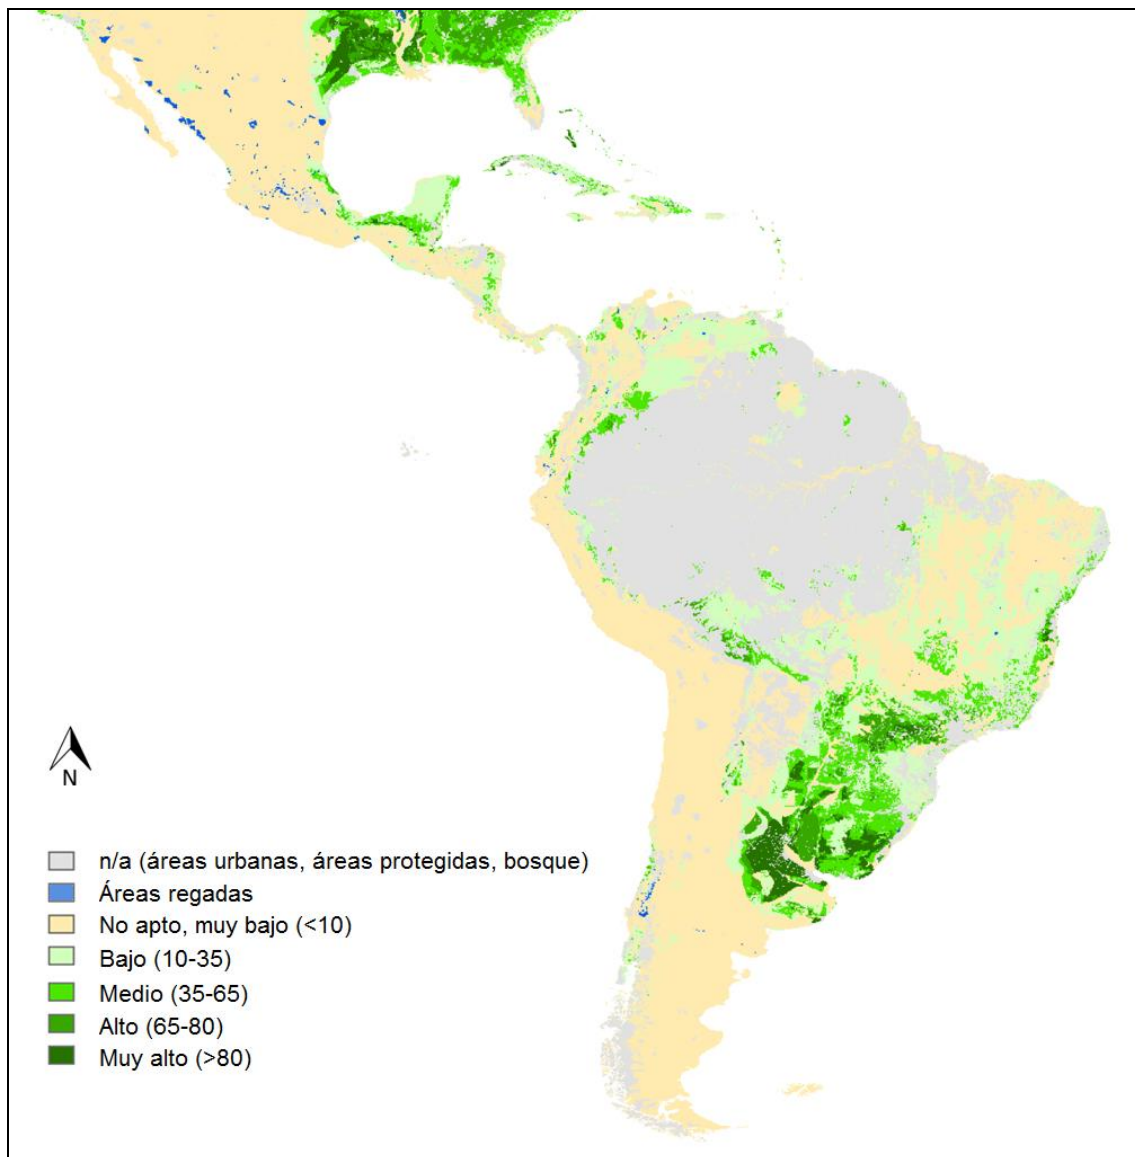 N
n/a (áreas urbanas, áreas protegidas, bosque)
Áreas regadas
No apto, muy bajo (<10)
Bajo (10-35)
Medio (35-65)
Alto (65-80)
Muy alto (>80)